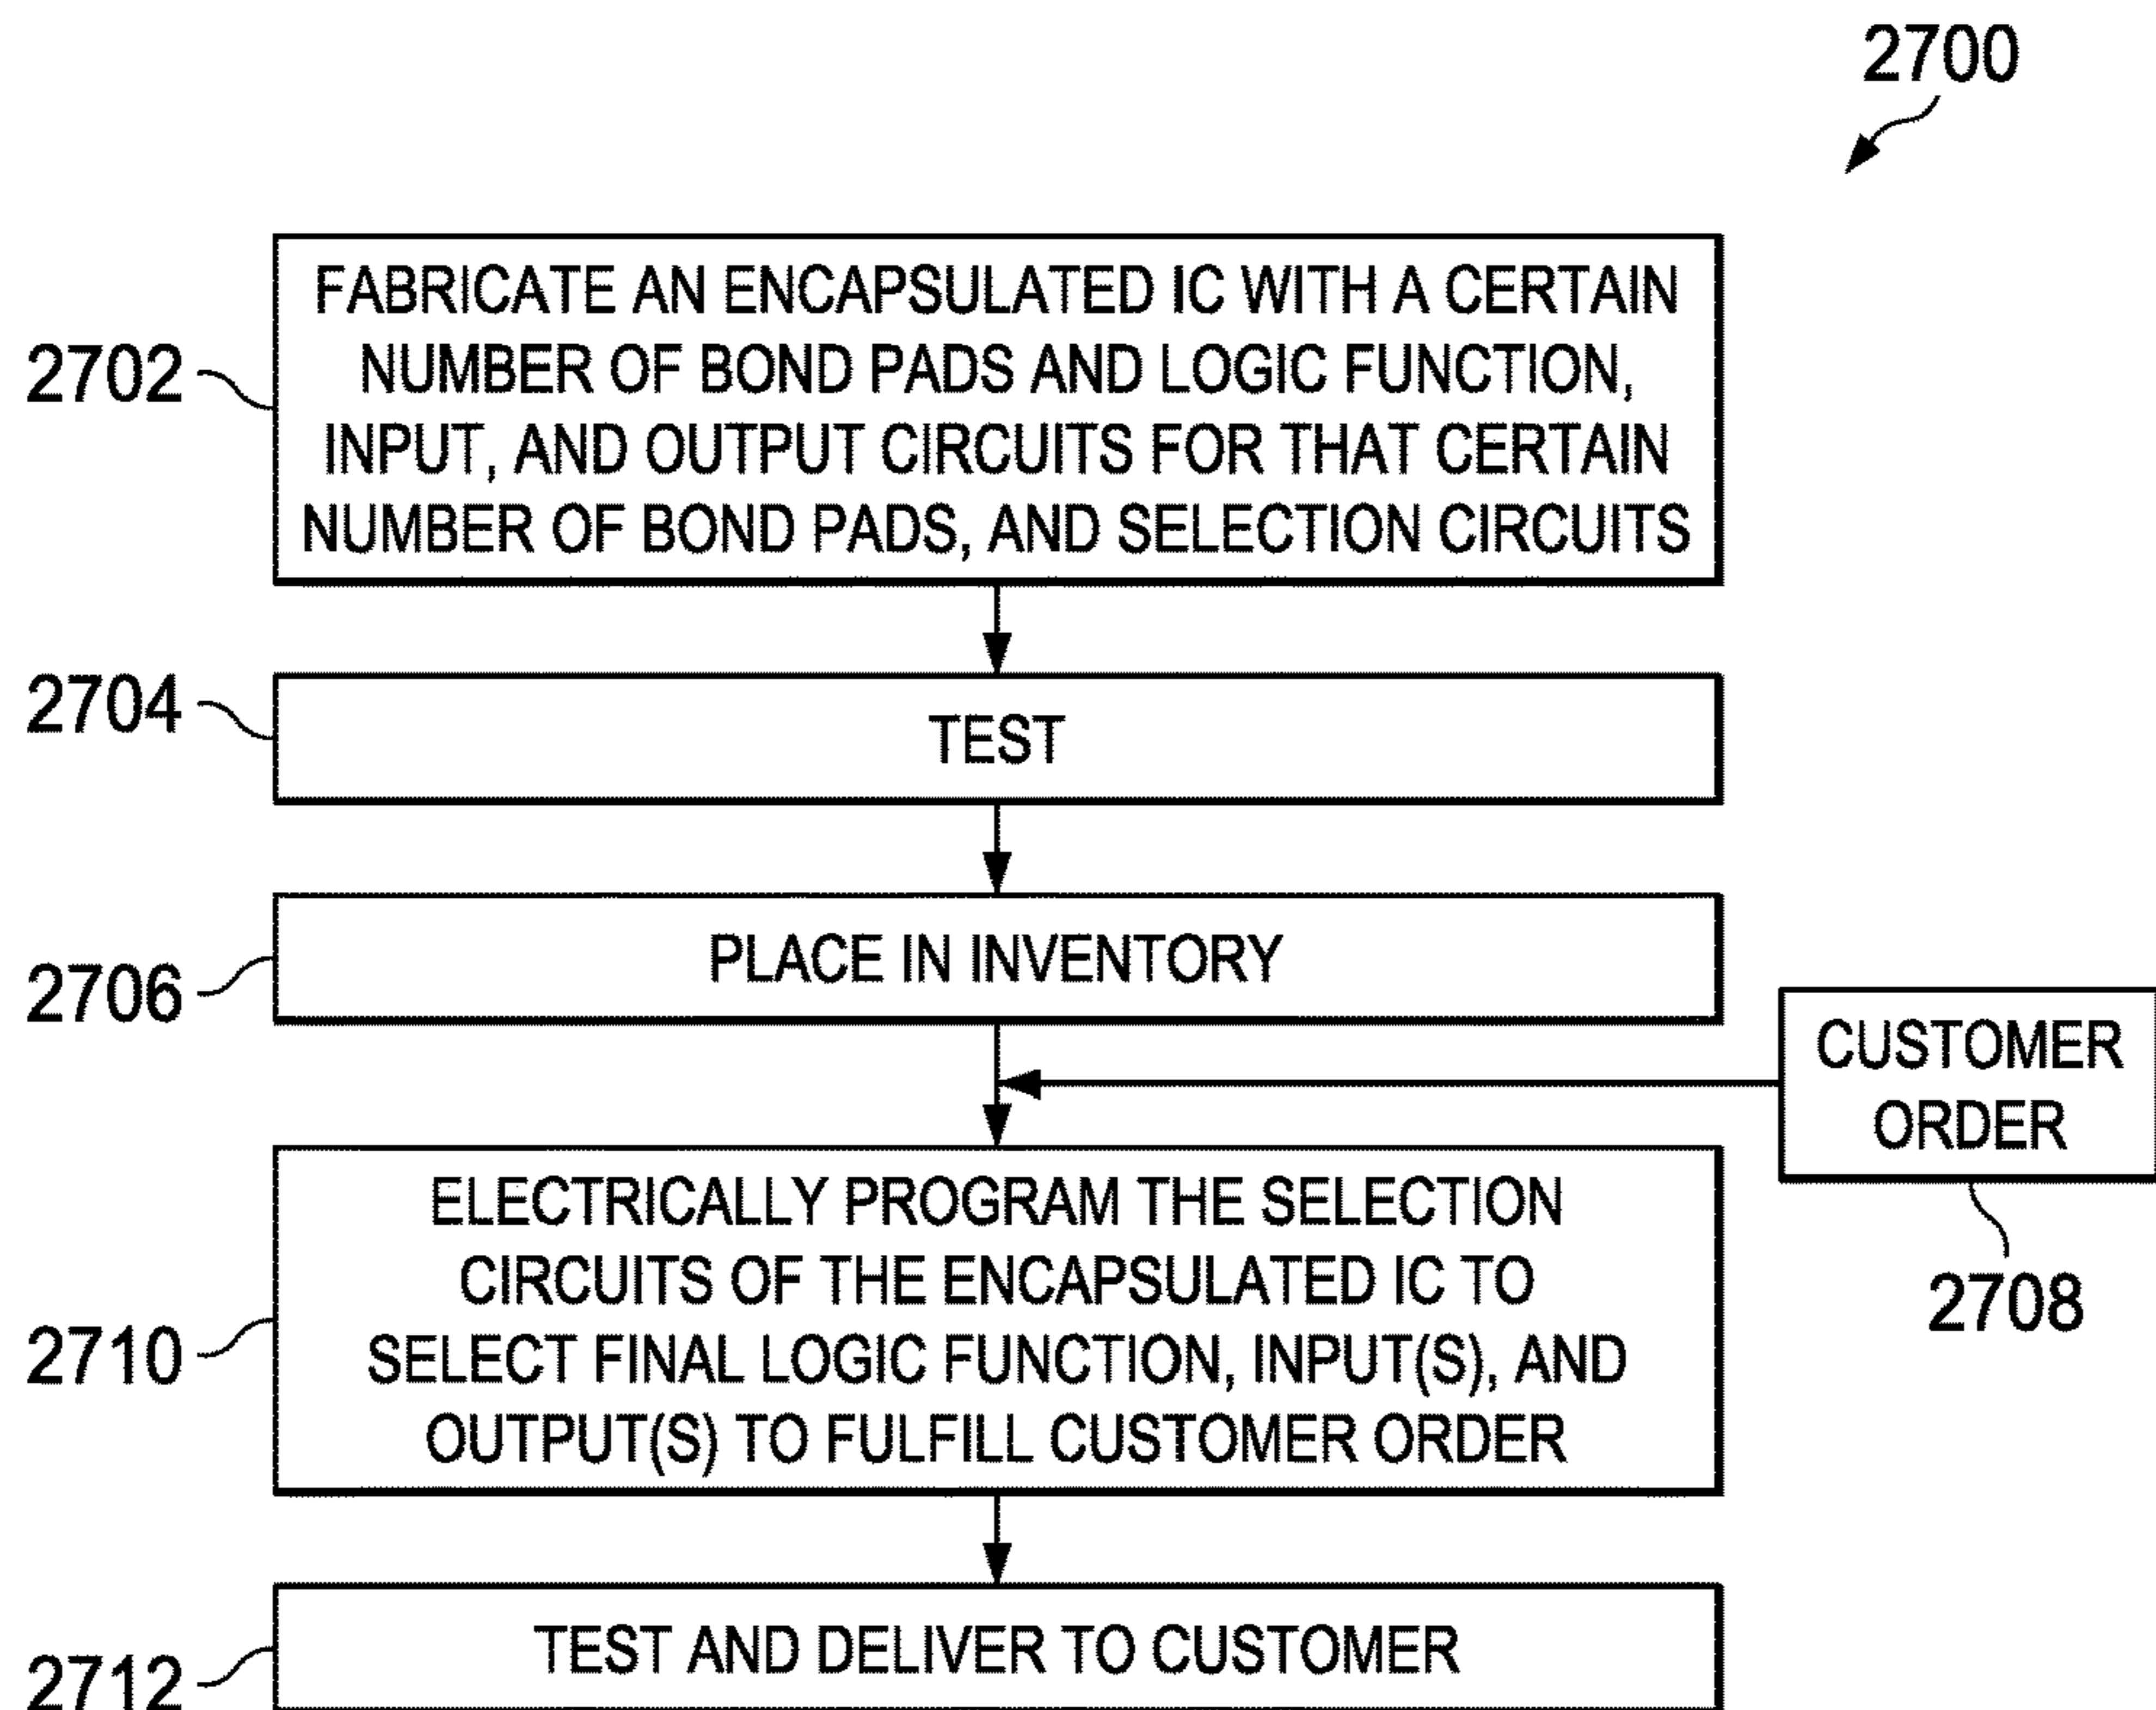 2700
2702
FABRICATE AN ENCAPSULATED IC WITH A CERTAIN
NUMBER OF BOND PADS AND LOGIC FUNCTION,
INPUT, AND OUTPUT CIRCUITS FOR THAT CERTAIN
NUMBER OF BOND PADS, AND SELECTION CIRCUITS
2704
TEST
2706
PLACE IN INVENTORY
CUSTOMER
ORDER
2708
2710
ELECTRICALLY PROGRAM THE SELECTION
CIRCUITS OF THE ENCAPSULATED IC TO
SELECT FINAL LOGIC FUNCTION, INPUT(S), AND
OUTPUT(S) TO FULFILL CUSTOMER ORDER
2712
TEST AND DELIVER TO CUSTOMER